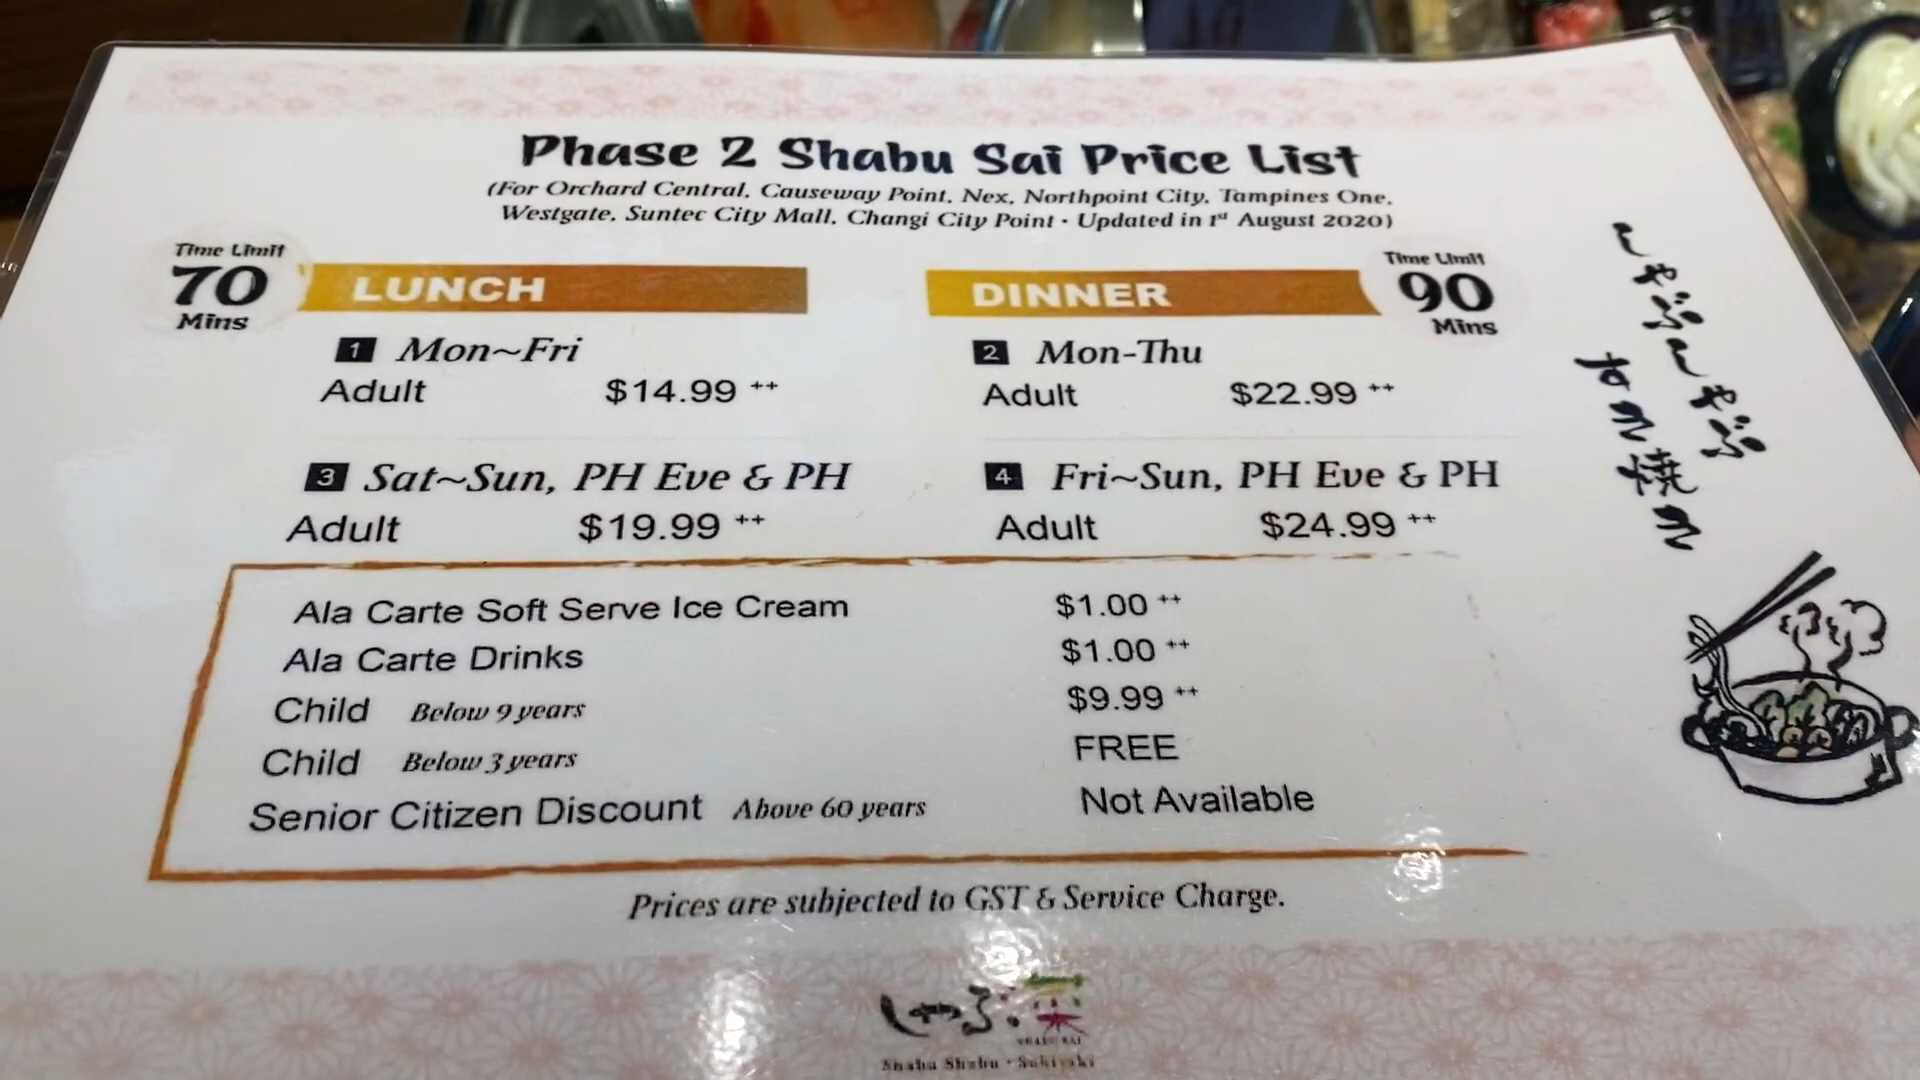 Phase 2 Shabu Sai Price List
(For Orchard Central, Causeway Point, Nex, Northpoint City, Tampines One,
Westgate, Suntec City Mall, Changi City Point · Updated in 1st August 2020)
Time Limit
70
Mins
LUNCH
1 Mon~Fri
Adult $14.99 ++
3 Sat~Sun, PH Eve & PH
Adult $19.99 ++
DINNER
Time Limit
90
Mins
2 Mon-Thu
Adult $22.99 ++
4 Fri~Sun, PH Eve & PH
Adult $24.99 ++
Ala Carte Soft Serve Ice Cream $1.00 ++
Ala Carte Drinks $1.00 ++
Child Below 9 years $9.99 ++
Child Below 3 years FREE
Senior Citizen Discount Above 60 years Not Available
Prices are subjected to GST & Service Charge.
しゃぶしゃぶ
すき焼き
しゃぶ菜
SHABU SAI
Shabu Shabu · Sukiyaki